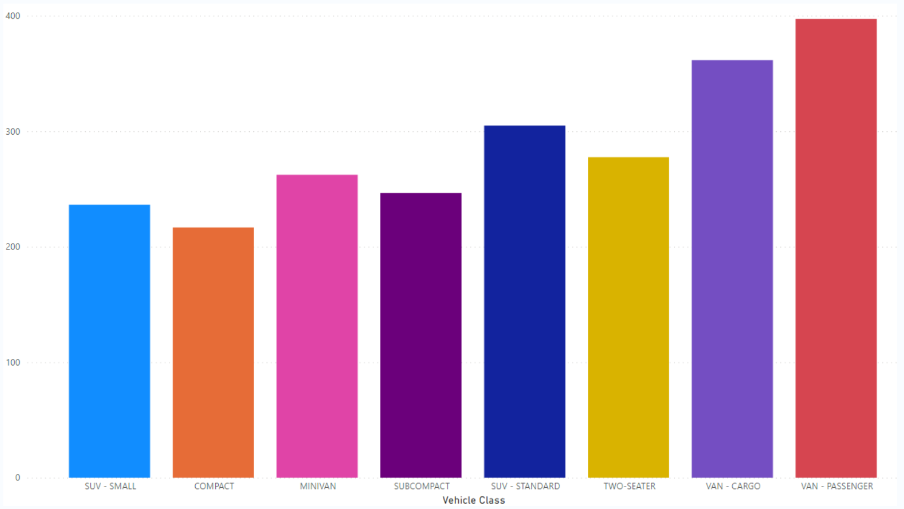 400
300
200
100
0
SUV - SMALL COMPACT MINIVAN SUBCOMPACT SUV - STANDARD TWO-SEATER VAN - CARGO VAN - PASSENGER
Vehicle Class